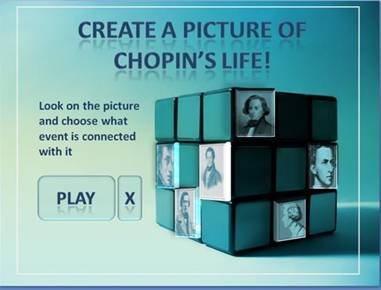 CREATE A PICTURE OF
CHOPIN'S LIFE!
Look on the picture
and choose what
event is connected
with it
PLAY
X